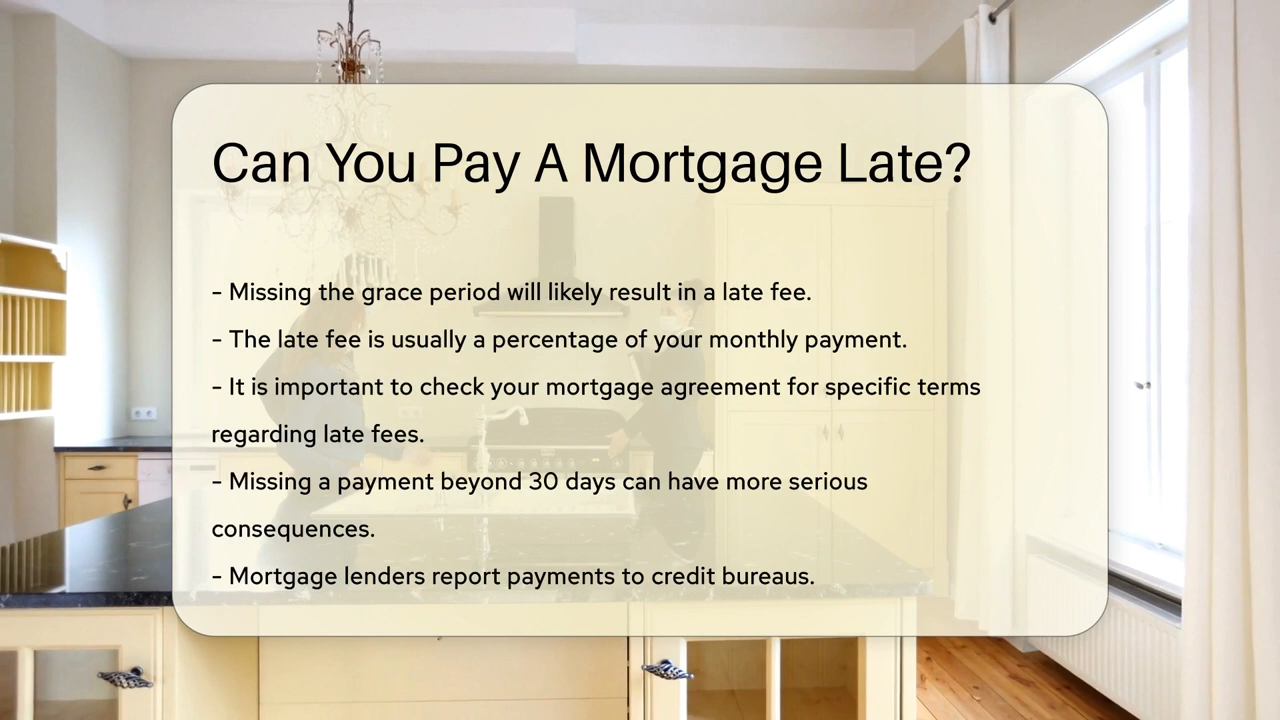 Can You Pay A Mortgage Late?
- Missing the grace period will likely result in a late fee.
- The late fee is usually a percentage of your monthly payment.
- It is important to check your mortgage agreement for specific terms
regarding late fees.
- Missing a payment beyond 30 days can have more serious
consequences.
- Mortgage lenders report payments to credit bureaus.